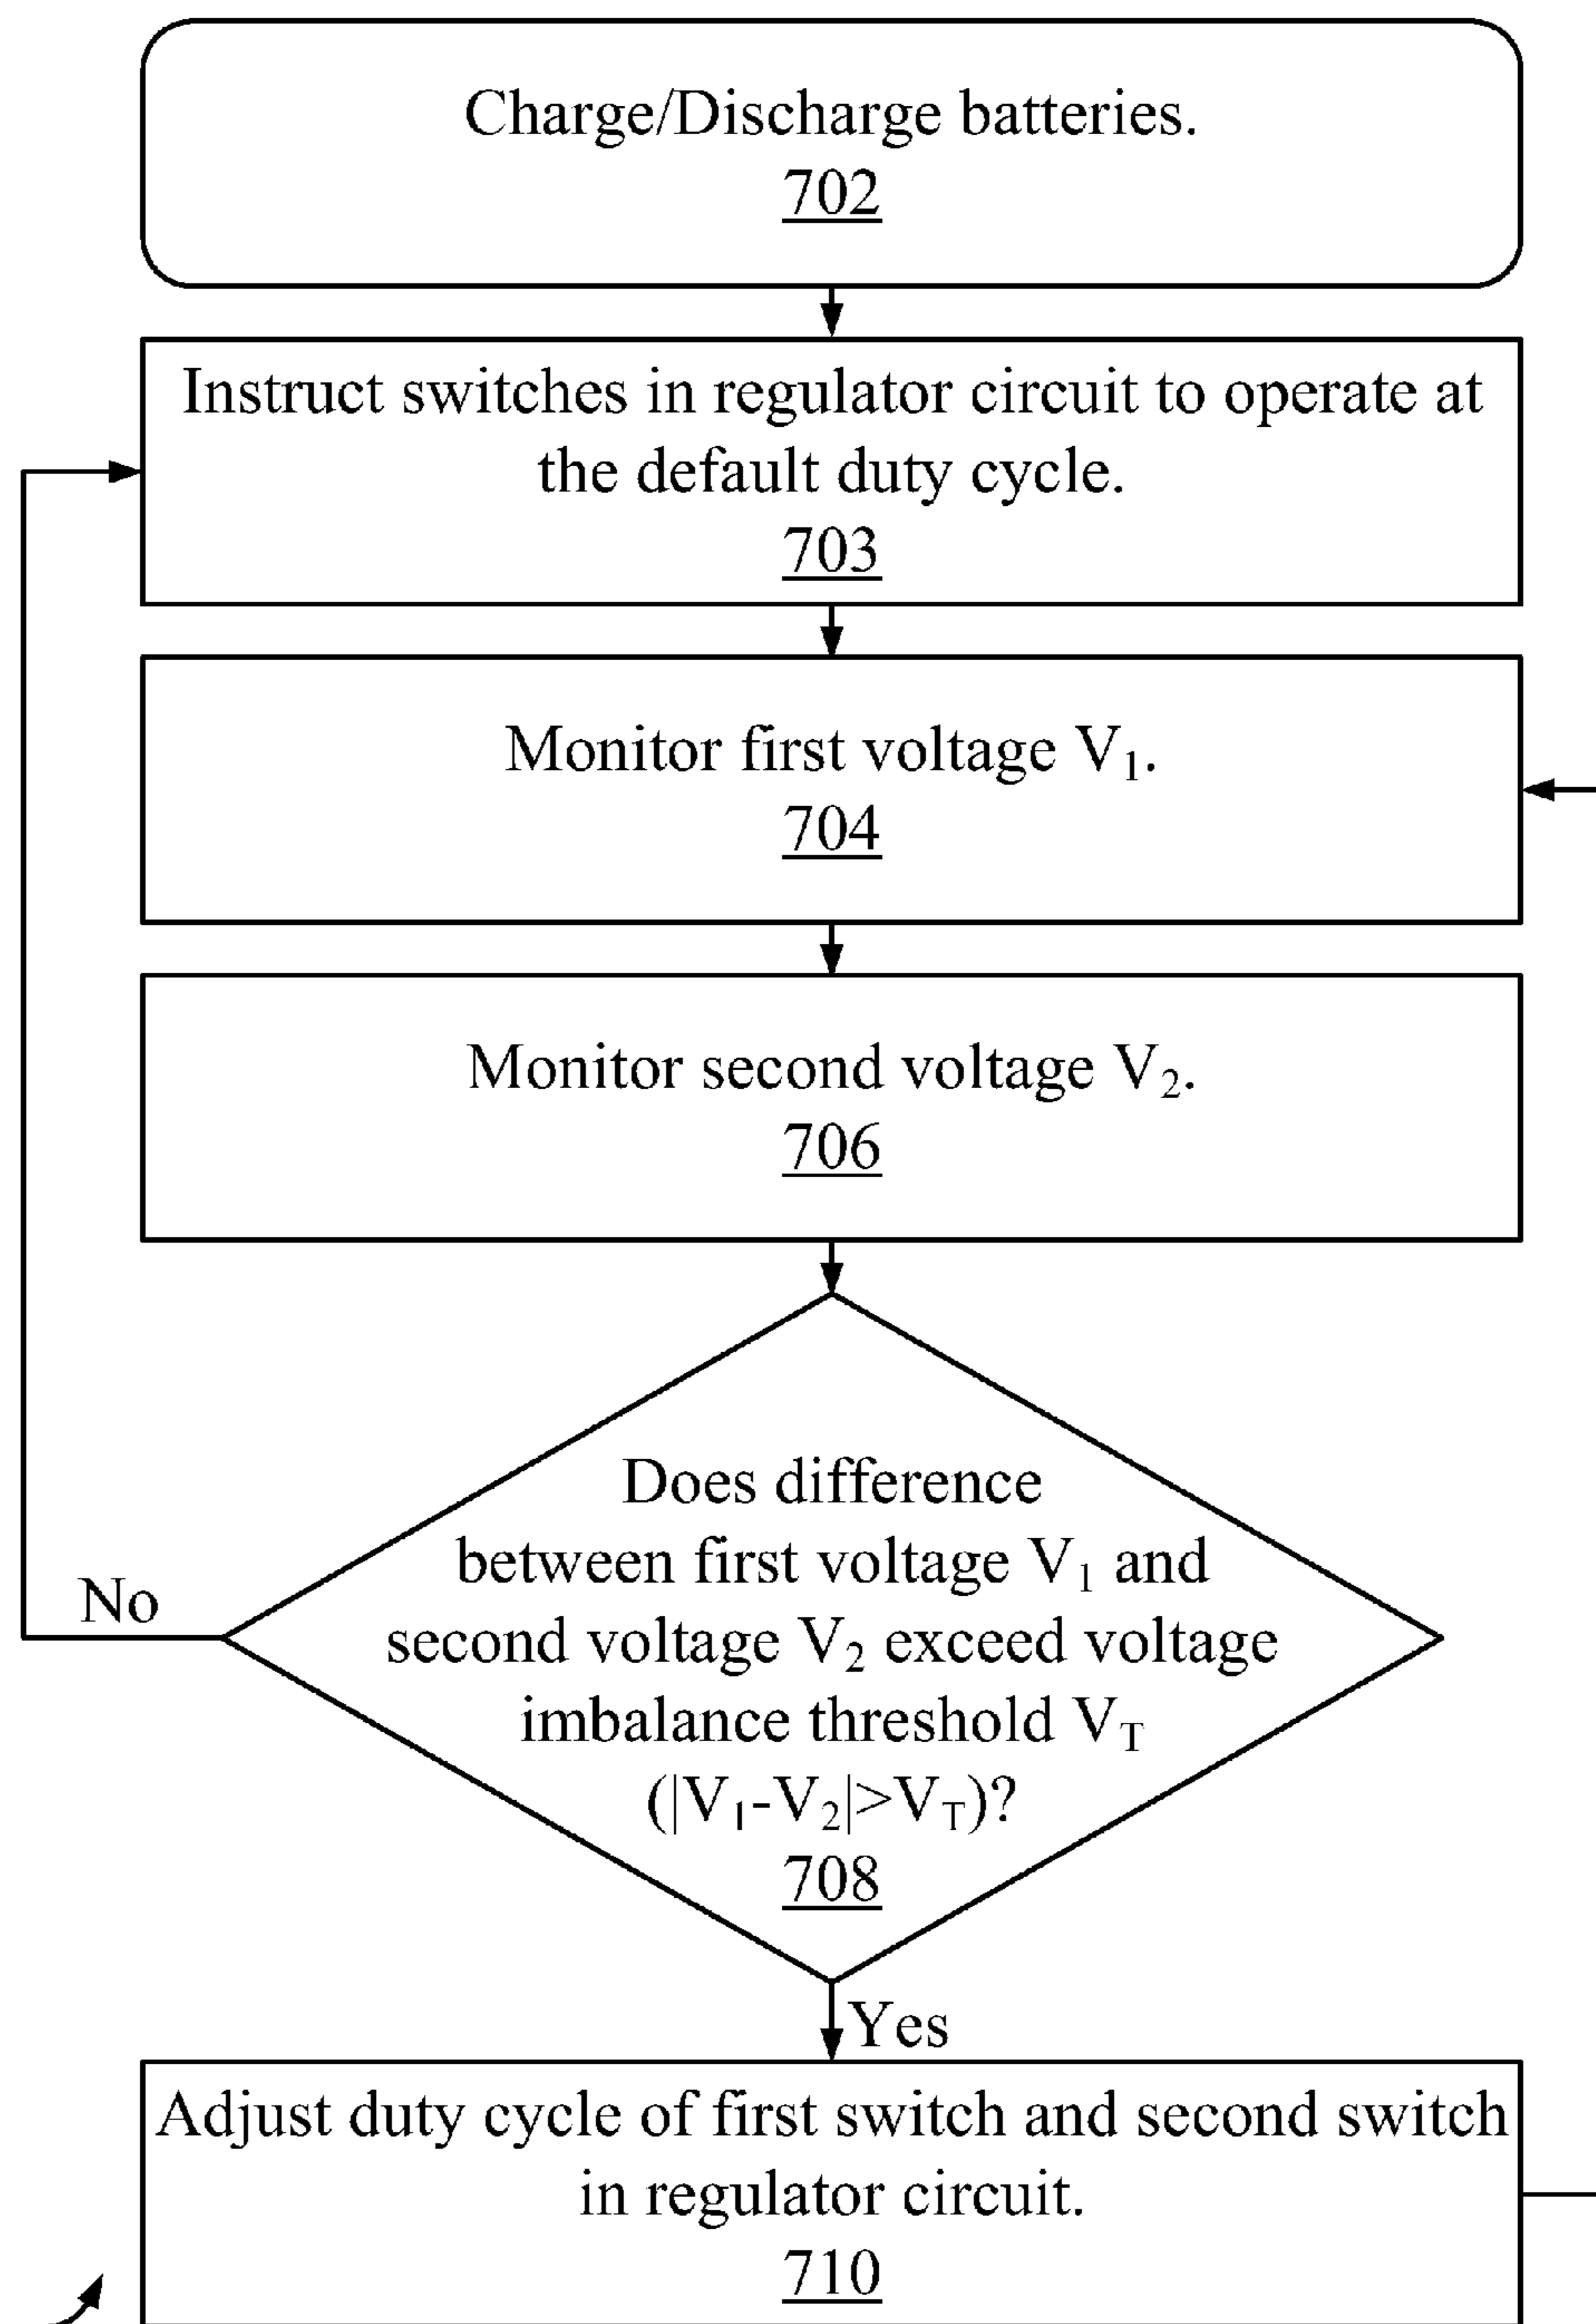 Charge/Discharge batteries.
702
Instruct switches in regulator circuit to operate at
the default duty cycle.
703
Monitor first voltage V₁.
704
Monitor second voltage V₂.
706
Does difference
between first voltage V₁ and
second voltage V₂ exceed voltage
imbalance threshold V_T
(|V₁-V₂|>V_T)?
708
No
Yes
Adjust duty cycle of first switch and second switch
in regulator circuit.
710